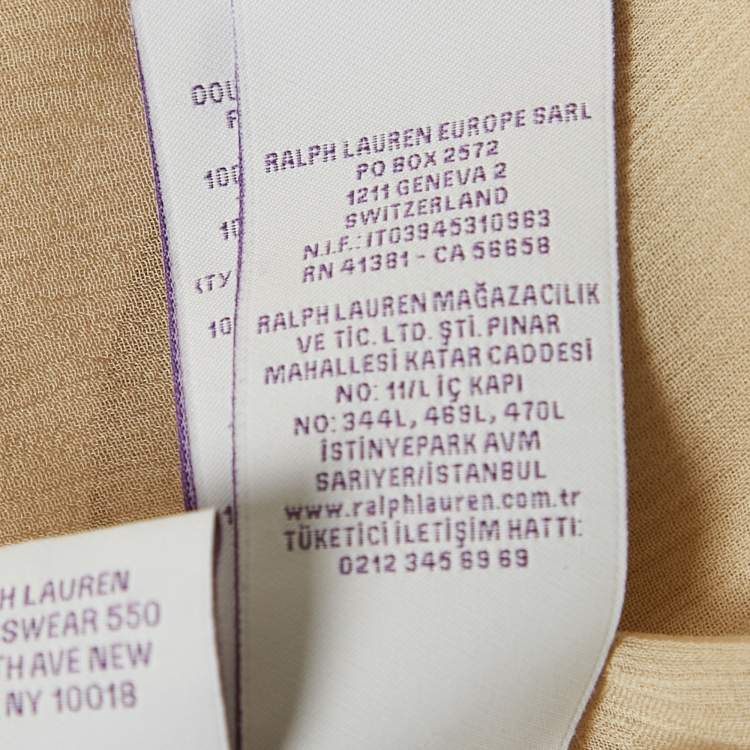 RALPH LAUREN EUROPE SARL
PO BOX 2572
1211 GENEVA 2
SWITZERLAND
N.I.F.: IT03945310963
RN 41381 - CA 56658
RALPH LAUREN MAĞAZACILIK
VE TİC. LTD. ŞTİ. PINAR
MAHALLESİ KATAR CADDESİ
NO: 11/L İÇ KAPI
NO: 344L, 469L, 470L
İSTİNYEPARK AVM
SARIYER/İSTANBUL
www.ralphlauren.com.tr
TÜKETİCİ İLETİŞİM HATTI:
0212 345 69 69
LAUREN
550
AVE NEW
NY 10018